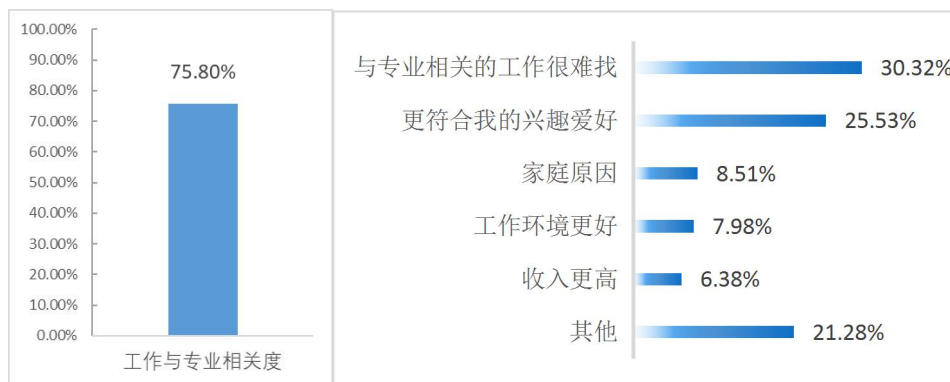 100.00%
90.00%
80.00%
70.00%
60.00%
50.00%
40.00%
30.00%
20.00%
10.00%
0.00%
75.80%
工作与专业相关度
与专业相关的工作很难找 30.32%
更符合我的兴趣爱好 25.53%
家庭原因 8.51%
工作环境更好 7.98%
收入更高 6.38%
其他 21.28%